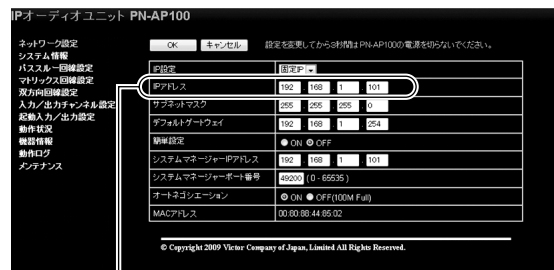 IPオーディオユニット PN-AP100
ネットワーク設定
システム情報
パススルー回線設定
マトリックス回線設定
双方向回線設定
入力/出力チャンネル設定
起動入力/出力設定
動作状況
機器情報
動作ログ
メンテナンス
OK キャンセル 設定を変更してから3秒間はPN-AP100の電源を切らないでください。
IP設定 固定IP
IPアドレス 192 . 168 . 1 . 101
サブネットマスク 255 . 255 . 255 . 0
デフォルトゲートウェイ 192 . 168 . 1 . 254
簡単設定 ON OFF
システムマネージャーIPアドレス 192 . 168 . 1 . 101
システムマネージャーポート番号 49200 ( 0 - 65535 )
オートネゴシエーション ON OFF(100M Full)
MACアドレス 00:80:88:44:85:02
© Copyright 2009 Victor Company of Japan, Limited All Rights Reserved.